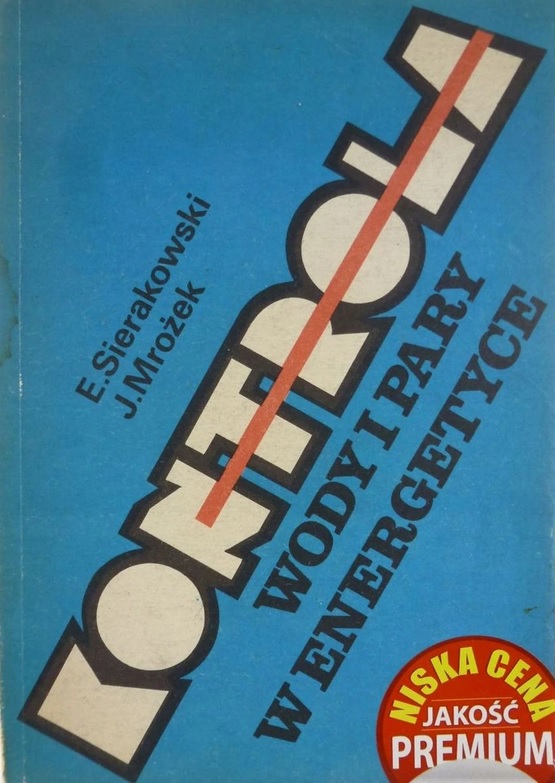 E.Sierakowski
J.Mrożek
KONTROLA
WODY I PARY
W ENERGETYCE
NISKA CENA
JAKOŚĆ
PREMIUM